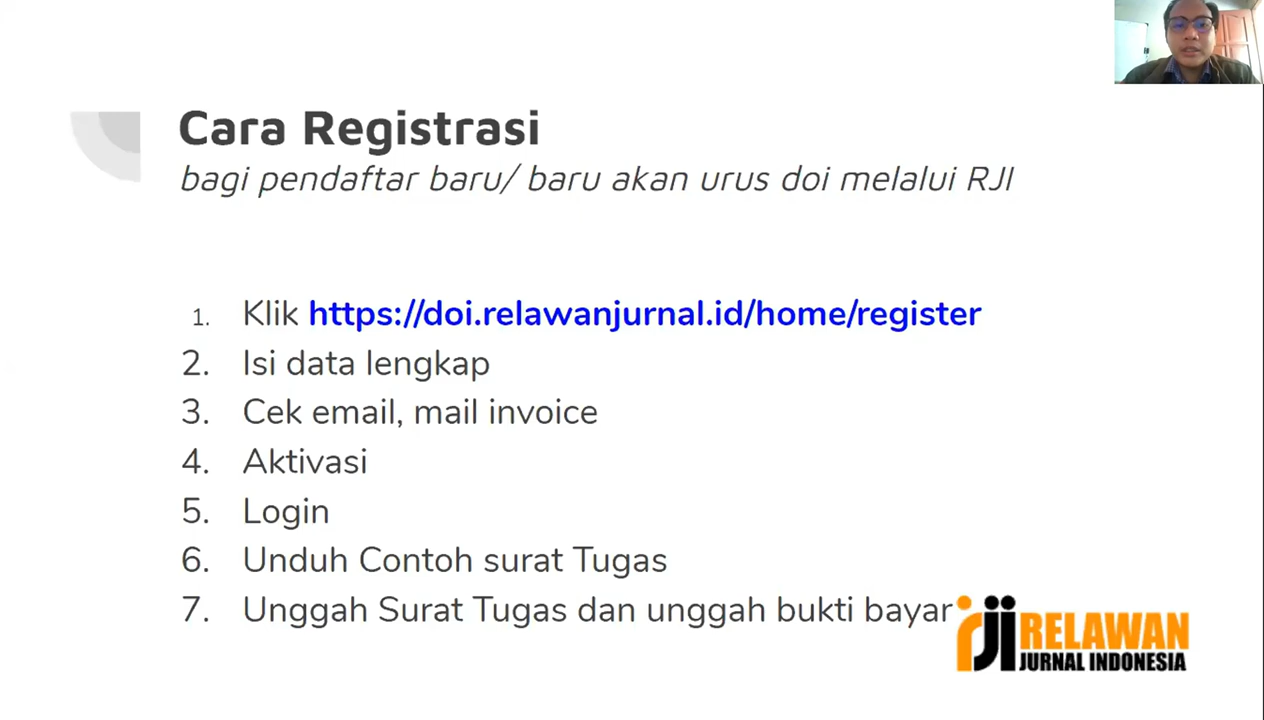 Cara Registrasi
bagi pendaftar baru/ baru akan urus doi melalui RJI
1. Klik https://doi.relawanjurnal.id/home/register
2. Isi data lengkap
3. Cek email, mail invoice
4. Aktivasi
5. Login
6. Unduh Contoh surat Tugas
7. Unggah Surat Tugas dan unggah bukti bayar
rji RELAWAN
JURNAL INDONESIA